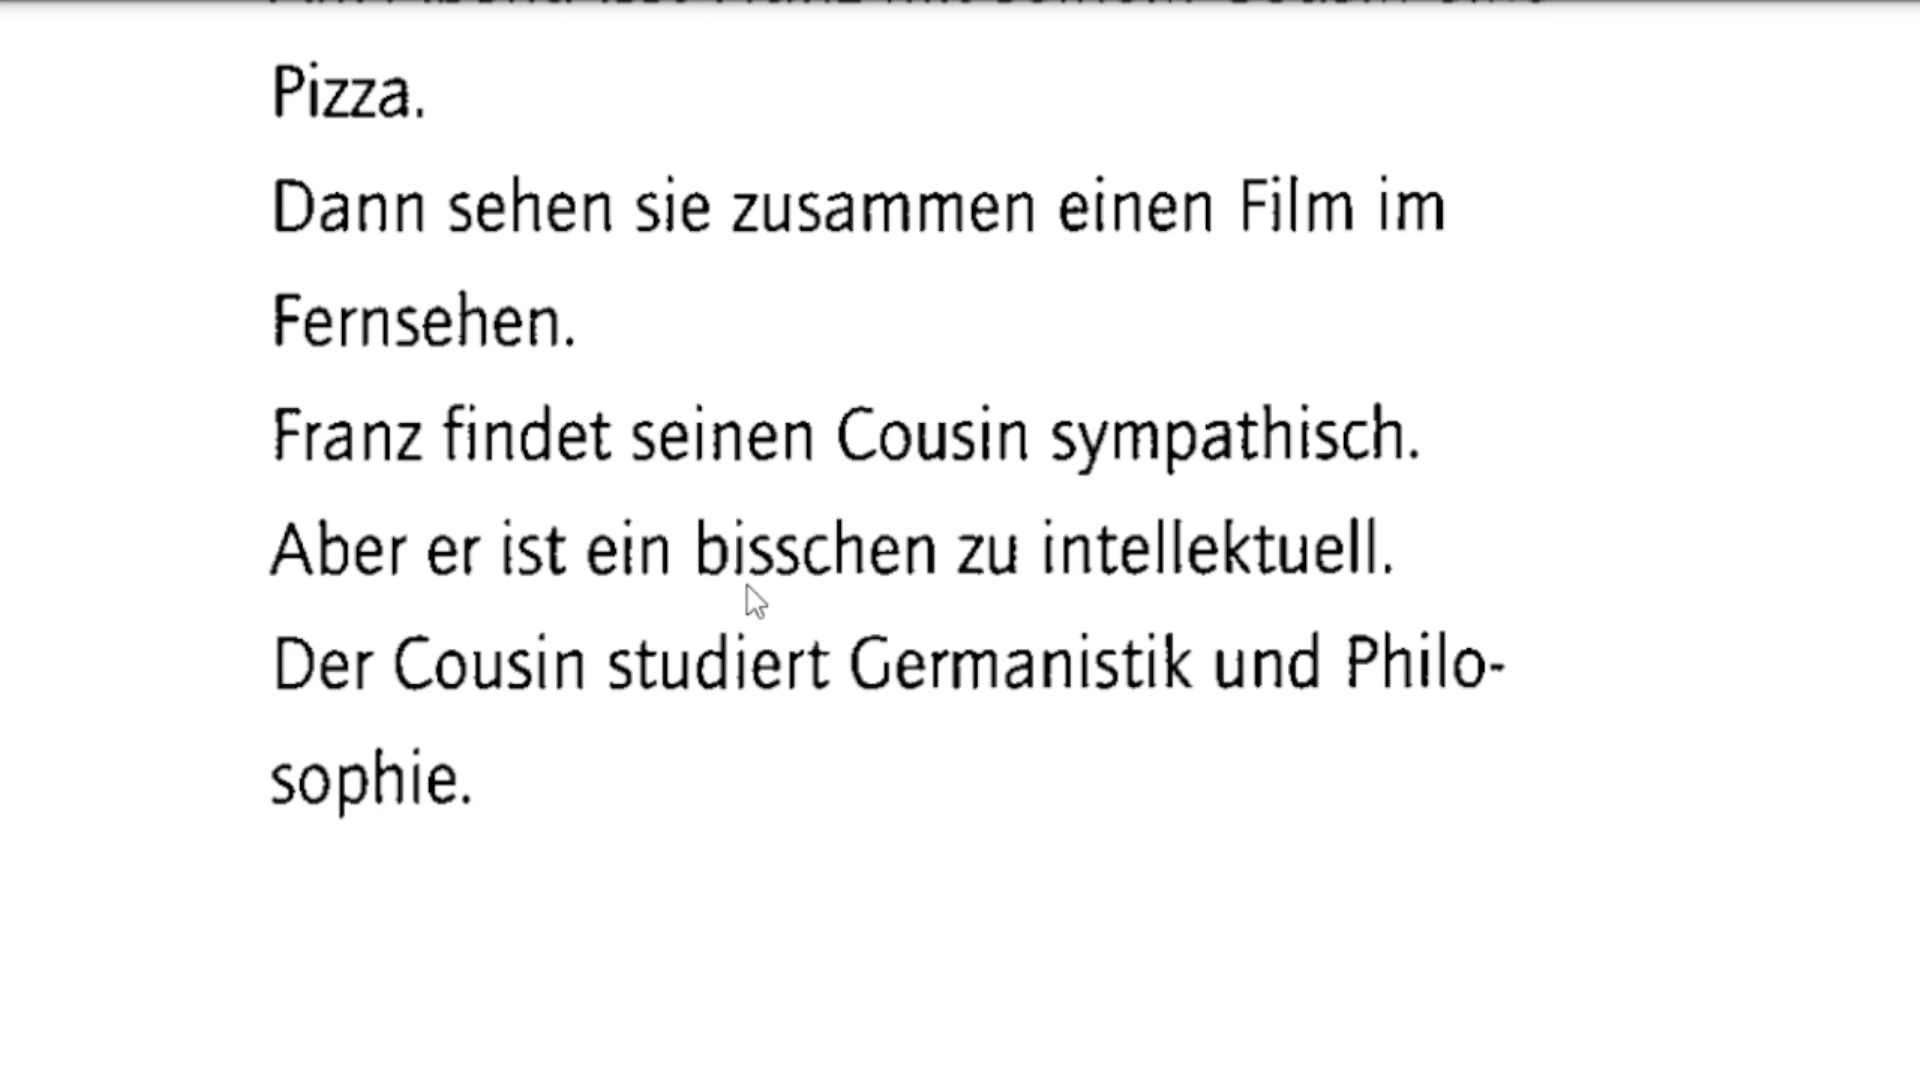 Pizza.
Dann sehen sie zusammen einen Film im
Fernsehen.
Franz findet seinen Cousin sympathisch.
Aber er ist ein bisschen zu intellektuell.
Der Cousin studiert Germanistik und Philo-
sophie.